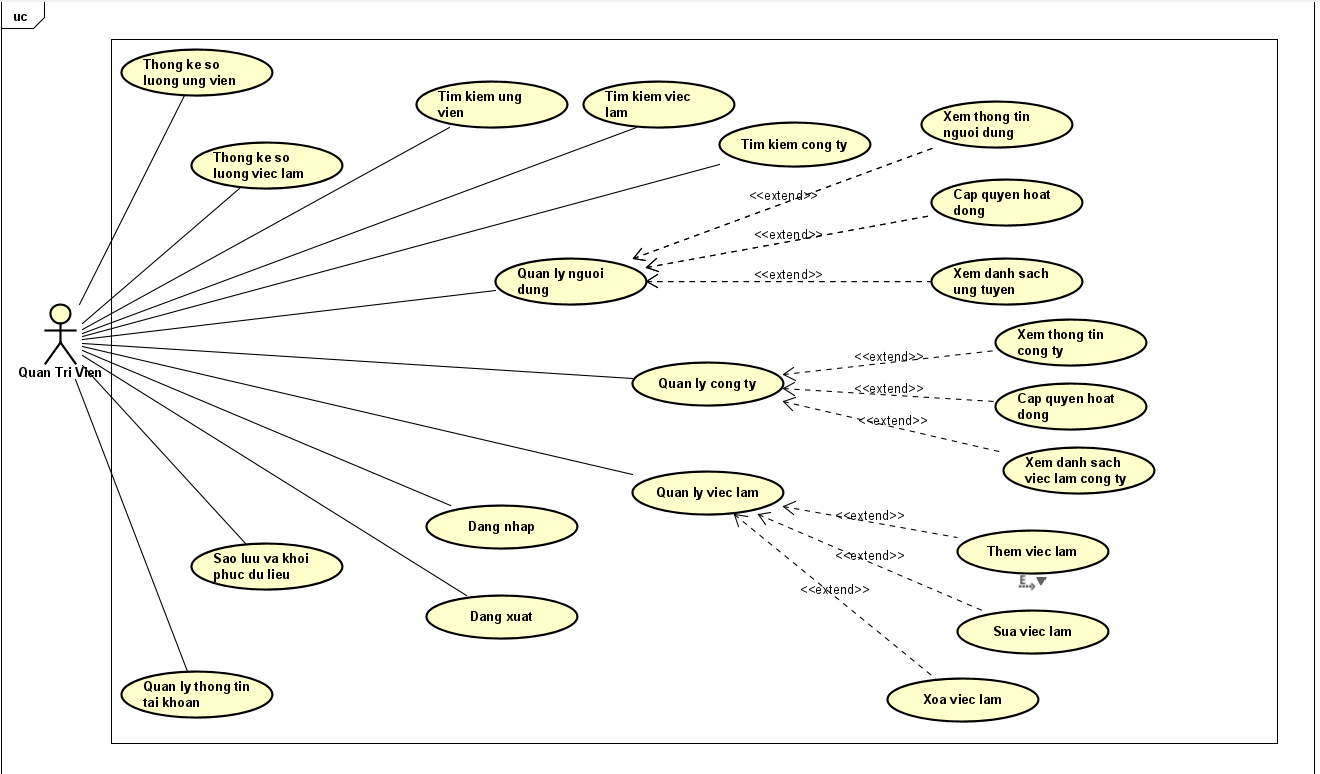 uc
Thong ke so
luong ung vien
Tim kiem ung
vien
Tim kiem viec
lam
Xem thong tin
nguoi dung
Tim kiem cong ty
Thong ke so
luong viec lam
<<extend>>
Cap quyen hoat
dong
<<extend>>
Quan ly nguoi
dung
<<extend>>
Xem danh sach
ung tuyen
Xem thong tin
cong ty
<<extend>>
Quan Tri Vien
Quan ly cong ty
<<extend>>
Cap quyen hoat
dong
<<extend>>
Xem danh sach
viec lam cong ty
Quan ly viec lam
<<extend>>
Dang nhap
Them viec lam
E
<<extend>>
Sao luu va khoi
phuc du lieu
<<extend>>
Dang xuat
Sua viec lam
Quan ly thong tin
tai khoan
Xoa viec lam